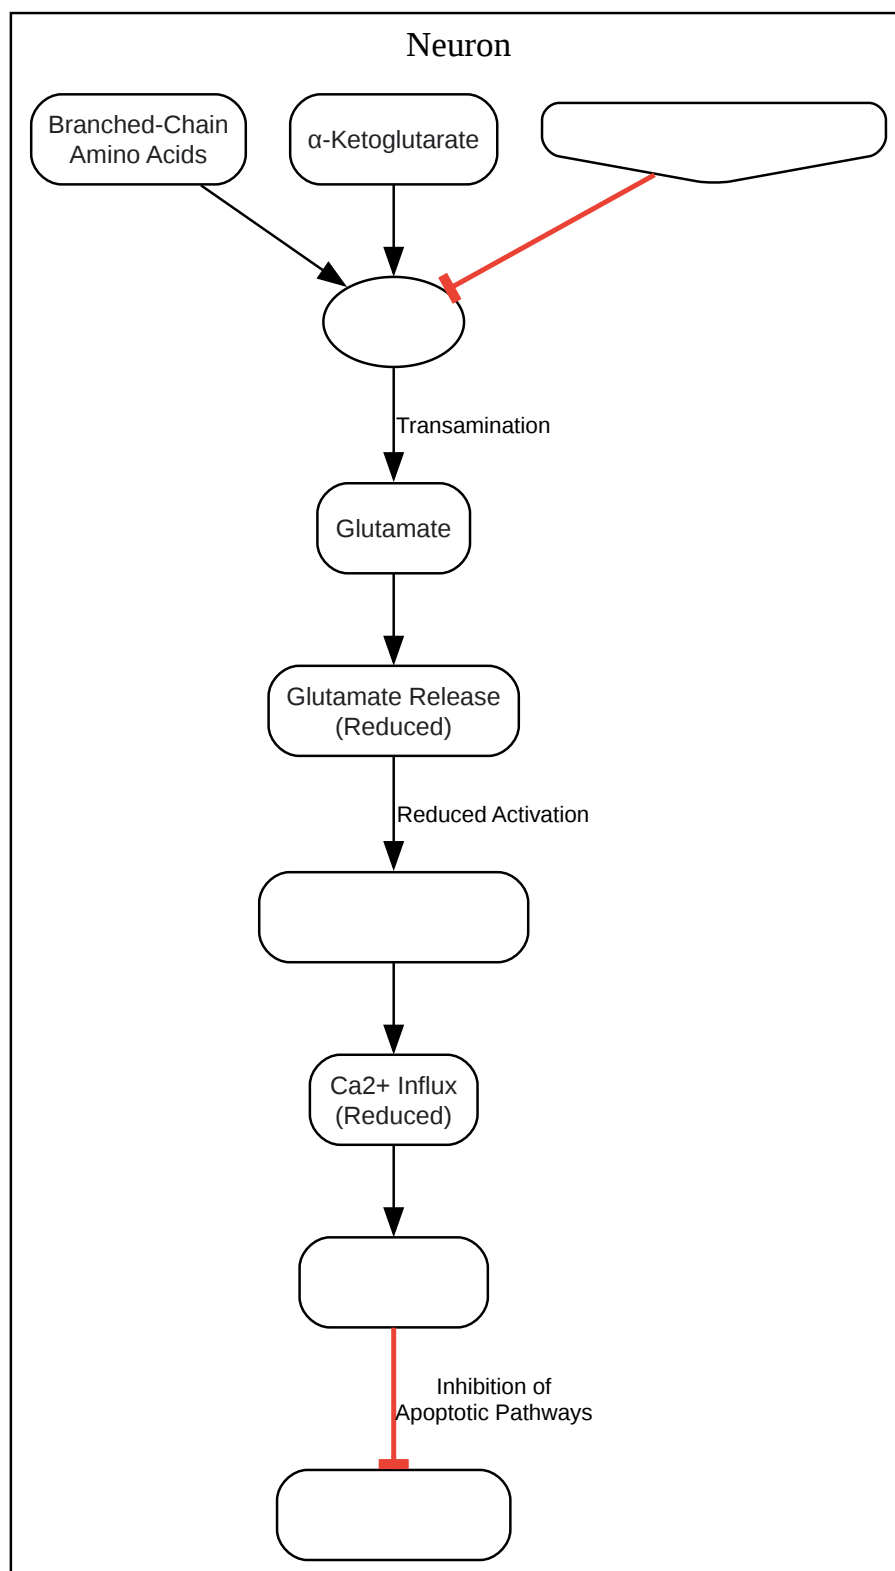 Neuron
Branched-Chain
Amino Acids
α-Ketoglutarate
Transamination
Glutamate
Glutamate Release
(Reduced)
Reduced Activation
Ca2+ Influx
(Reduced)
Inhibition of
Apoptotic Pathways